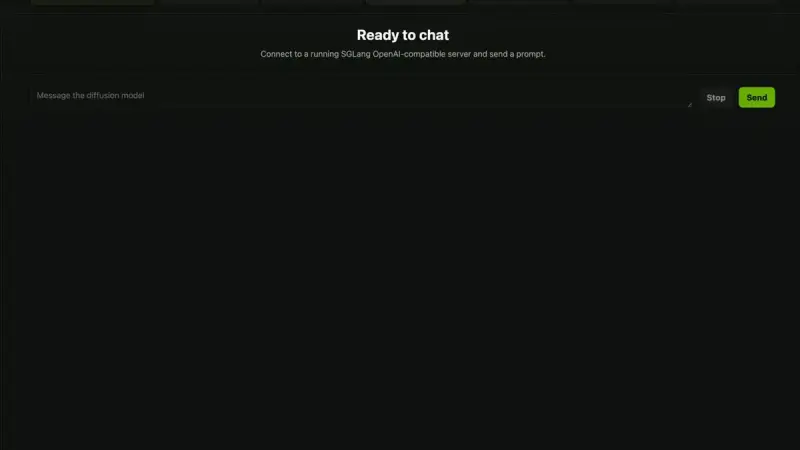 Ready to chat
Connect to a running SGLang OpenAI-compatible server and send a prompt.
Message the diffusion model
Stop
Send